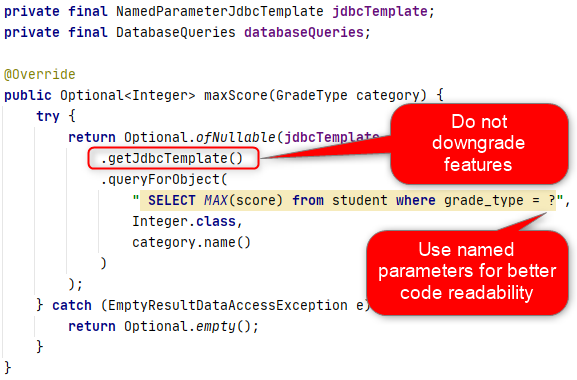 private final NamedParameterJdbcTemplate jdbcTemplate;
private final DatabaseQueries databaseQueries;
@Override
public Optional<Integer> maxScore(GradeType category) {
try {
return Optional.ofNullable(jdbcTemplate
.getJdbcTemplate()
.queryForObject(
" SELECT MAX(score) from student where grade_type = ?",
Integer.class,
category.name()
)
);
} catch (EmptyResultDataAccessException e)
return Optional.empty();
}
}
Do not
downgrade
features
Use named
parameters for better
code readability